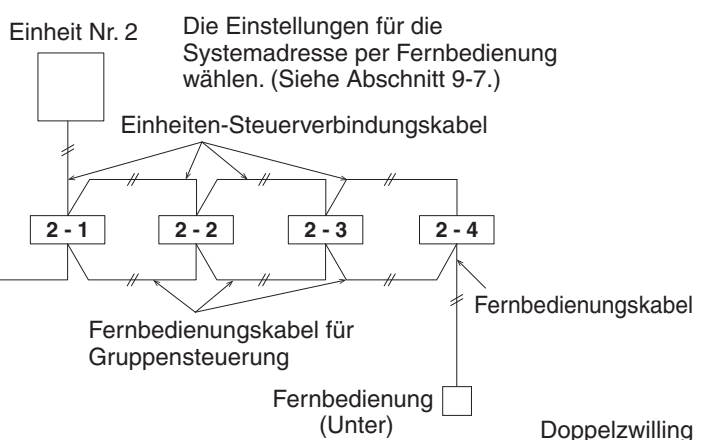 Einheit Nr. 2
Die Einstellungen für die
Systemadresse per Fernbedienung
wählen. (Siehe Abschnitt 9-7.)
Einheiten-Steuerverbindungskabel
2 - 1
2 - 2
2 - 3
2 - 4
Fernbedienungskabel
Fernbedienungskabel für
Gruppensteuerung
Fernbedienung
(Unter)
Doppelzwilling